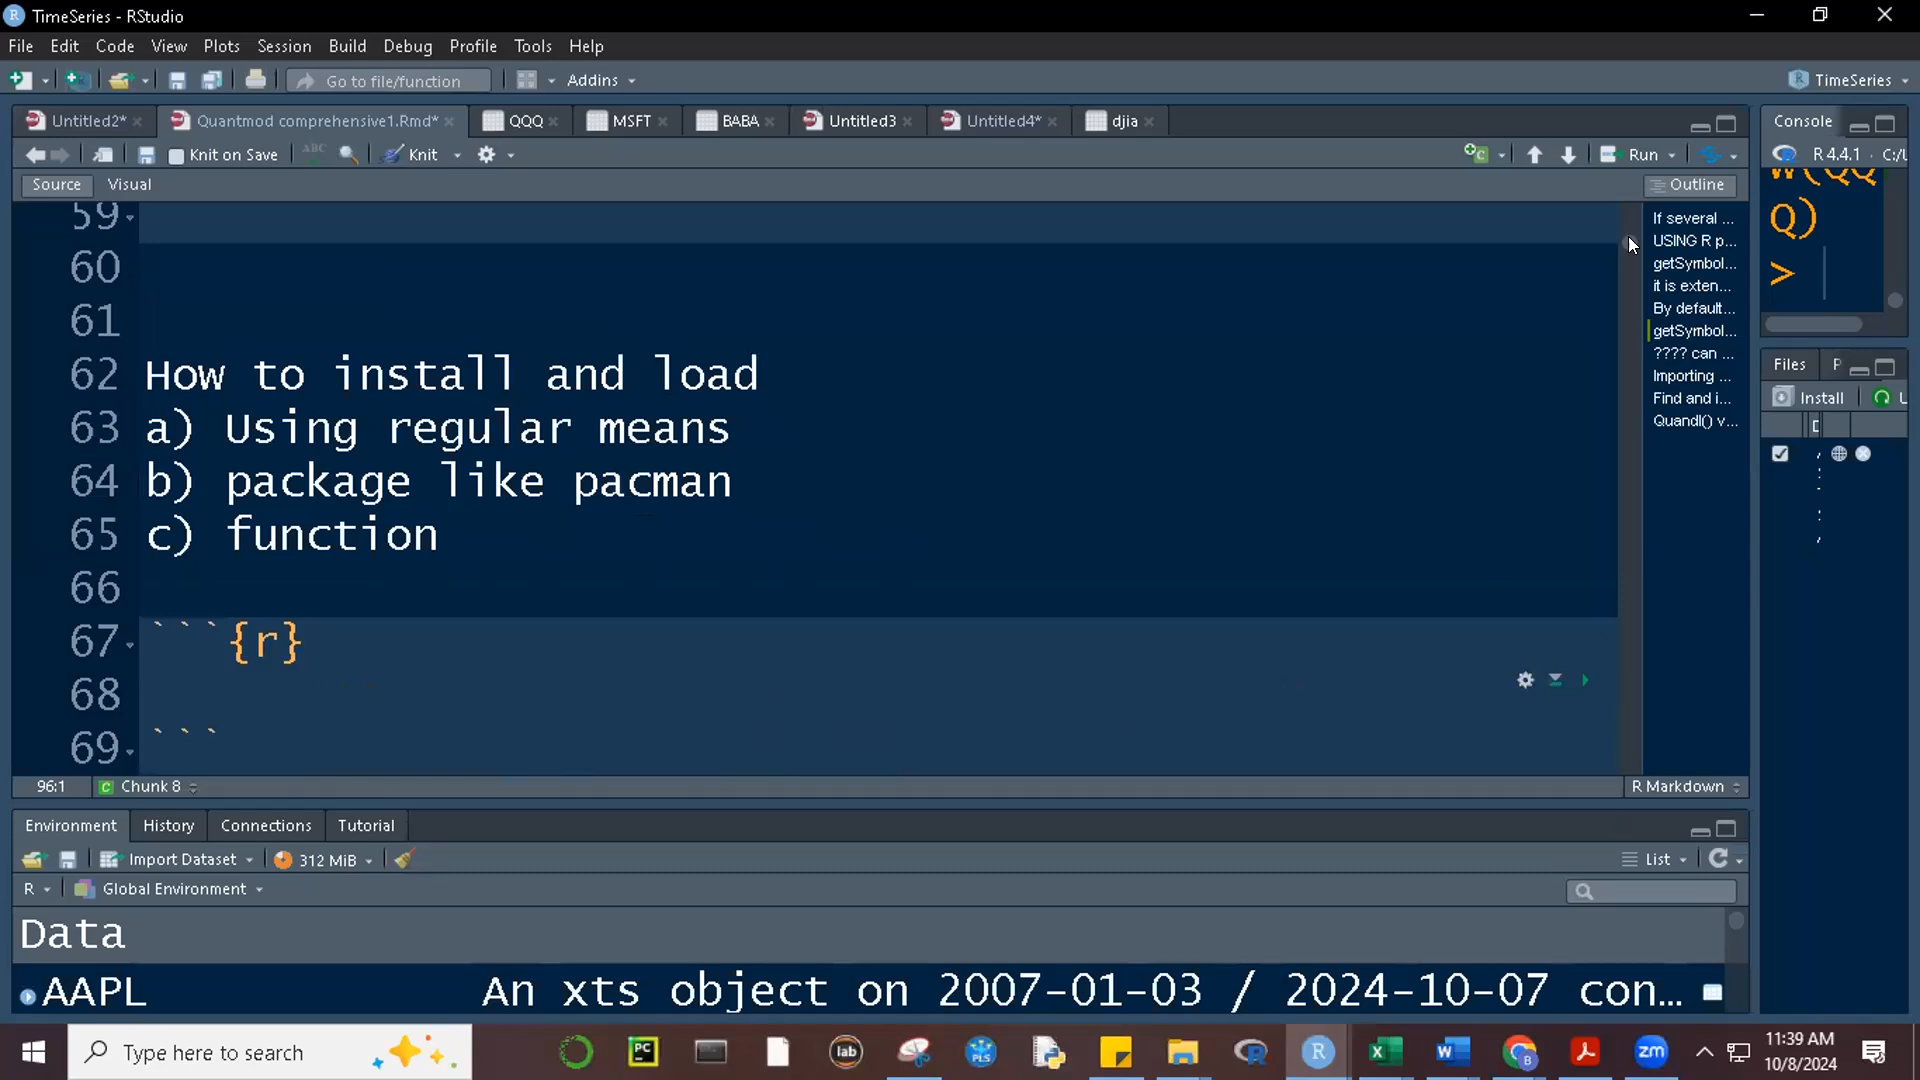 TimeSeries - RStudio
File Edit Code View Plots Session Build Debug Profile Tools Help
Go to file/function Addins TimeSeries
Untitled2* Quantmod comprehensive1.Rmd* QQQ MSFT BABA Untitled3 Untitled4* djia
Knit on Save ABC Knit Run
Source Visual Outline
59
60
61
62 How to install and load
63 a) Using regular means
64 b) package like pacman
65 c) function
66
67 ```{r}
68
69 ```
If several ...
USING R p...
getSymbol...
it is exten...
By default...
getSymbol...
???? can ...
Importing ...
Find and i...
Quandl() v...
96:1 Chunk 8 R Markdown
Console
R 4.4.1 · C:/U
w(QQ
Q)
>
Files P
Install U
Environment History Connections Tutorial
Import Dataset 312 MiB List
R Global Environment
Data
AAPL An xts object on 2007-01-03 / 2024-10-07 con...
Type here to search
PC lab PLS R X W B zm
11:39 AM
10/8/2024